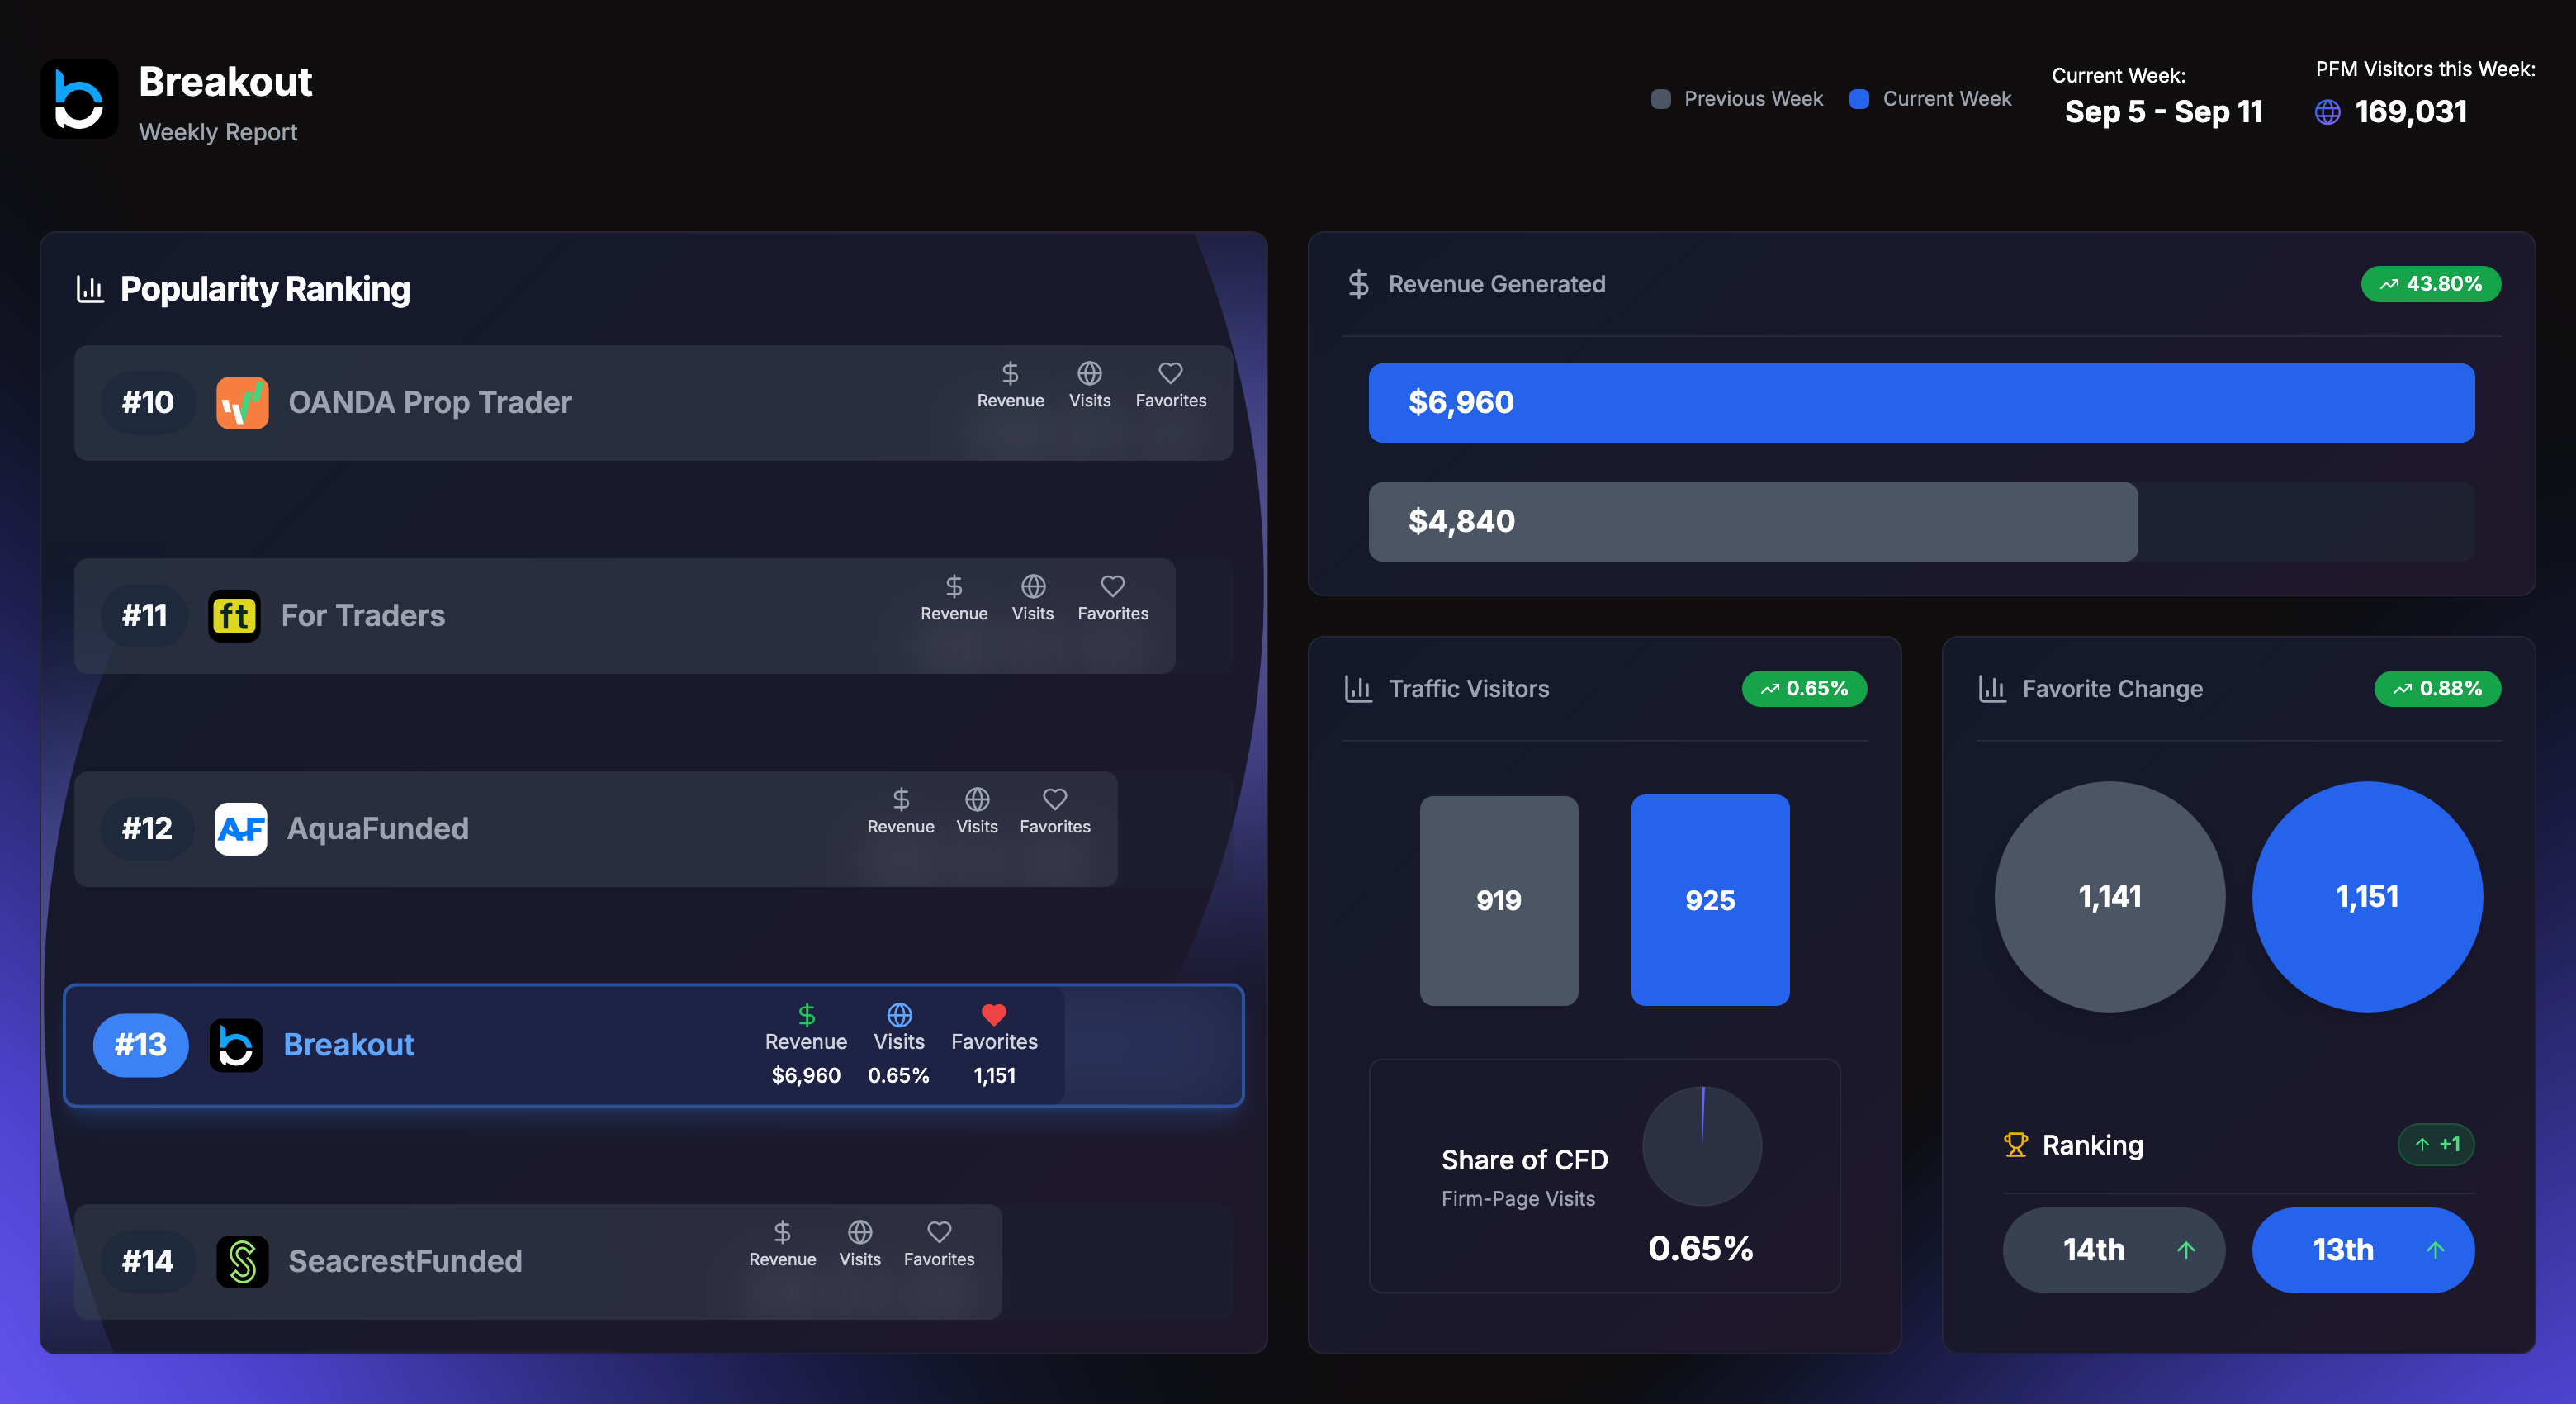 Breakout
Weekly Report
Previous Week
Current Week
Current Week:
Sep 5 - Sep 11
PFM Visitors this Week:
169,031
Popularity Ranking
#10
OANDA Prop Trader
Revenue Visits Favorites
#11
ft
For Traders
Revenue Visits Favorites
#12
AF
AquaFunded
Revenue Visits Favorites
#13
Breakout
Revenue Visits Favorites
$6,960 0.65% 1,151
#14
SeacrestFunded
Revenue Visits Favorites
Revenue Generated
43.80%
$6,960
$4,840
Traffic Visitors
0.65%
919
925
Share of CFD
Firm-Page Visits
0.65%
Favorite Change
0.88%
1,141
1,151
Ranking
+1
14th
13th